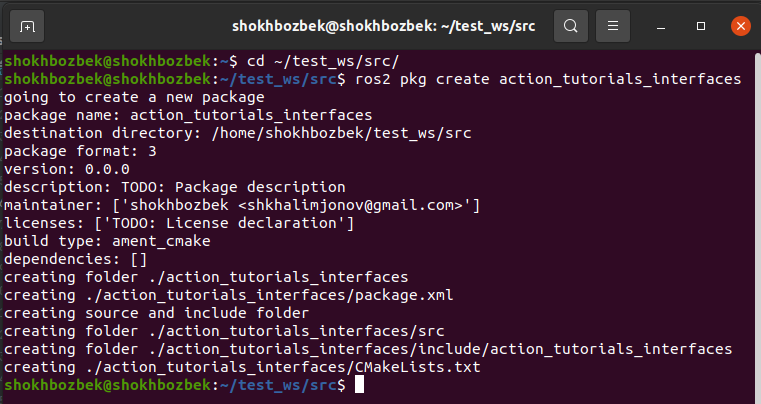 shokhbozbek@shokhbozbek: ~/test_ws/src
shokhbozbek@shokhbozbek:~$ cd ~/test_ws/src/
shokhbozbek@shokhbozbek:~/test_ws/src$ ros2 pkg create action_tutorials_interfaces
going to create a new package
package name: action_tutorials_interfaces
destination directory: /home/shokhbozbek/test_ws/src
package format: 3
version: 0.0.0
description: TODO: Package description
maintainer: ['shokhbozbek <shkhalimjonov@gmail.com>']
licenses: ['TODO: License declaration']
build type: ament_cmake
dependencies: []
creating folder ./action_tutorials_interfaces
creating ./action_tutorials_interfaces/package.xml
creating source and include folder
creating folder ./action_tutorials_interfaces/src
creating folder ./action_tutorials_interfaces/include/action_tutorials_interfaces
creating ./action_tutorials_interfaces/CMakeLists.txt
shokhbozbek@shokhbozbek:~/test_ws/src$